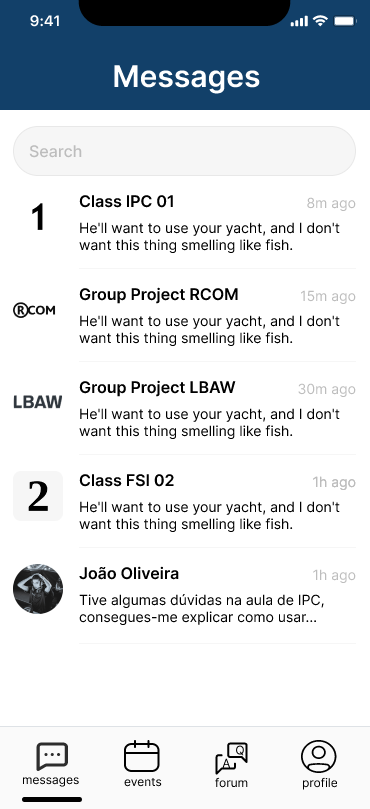 9:41
Messages
Search
1
Class IPC 01
8m ago
He'll want to use your yacht, and I don't
want this thing smelling like fish.
®COM
Group Project RCOM
15m ago
He'll want to use your yacht, and I don't
want this thing smelling like fish.
LBAW
Group Project LBAW
30m ago
He'll want to use your yacht, and I don't
want this thing smelling like fish.
2
Class FSI 02
1h ago
He'll want to use your yacht, and I don't
want this thing smelling like fish.
João Oliveira
1h ago
Tive algumas dúvidas na aula de IPC,
consegues-me explicar como usar...
Q
A
messages
events
forum
profile